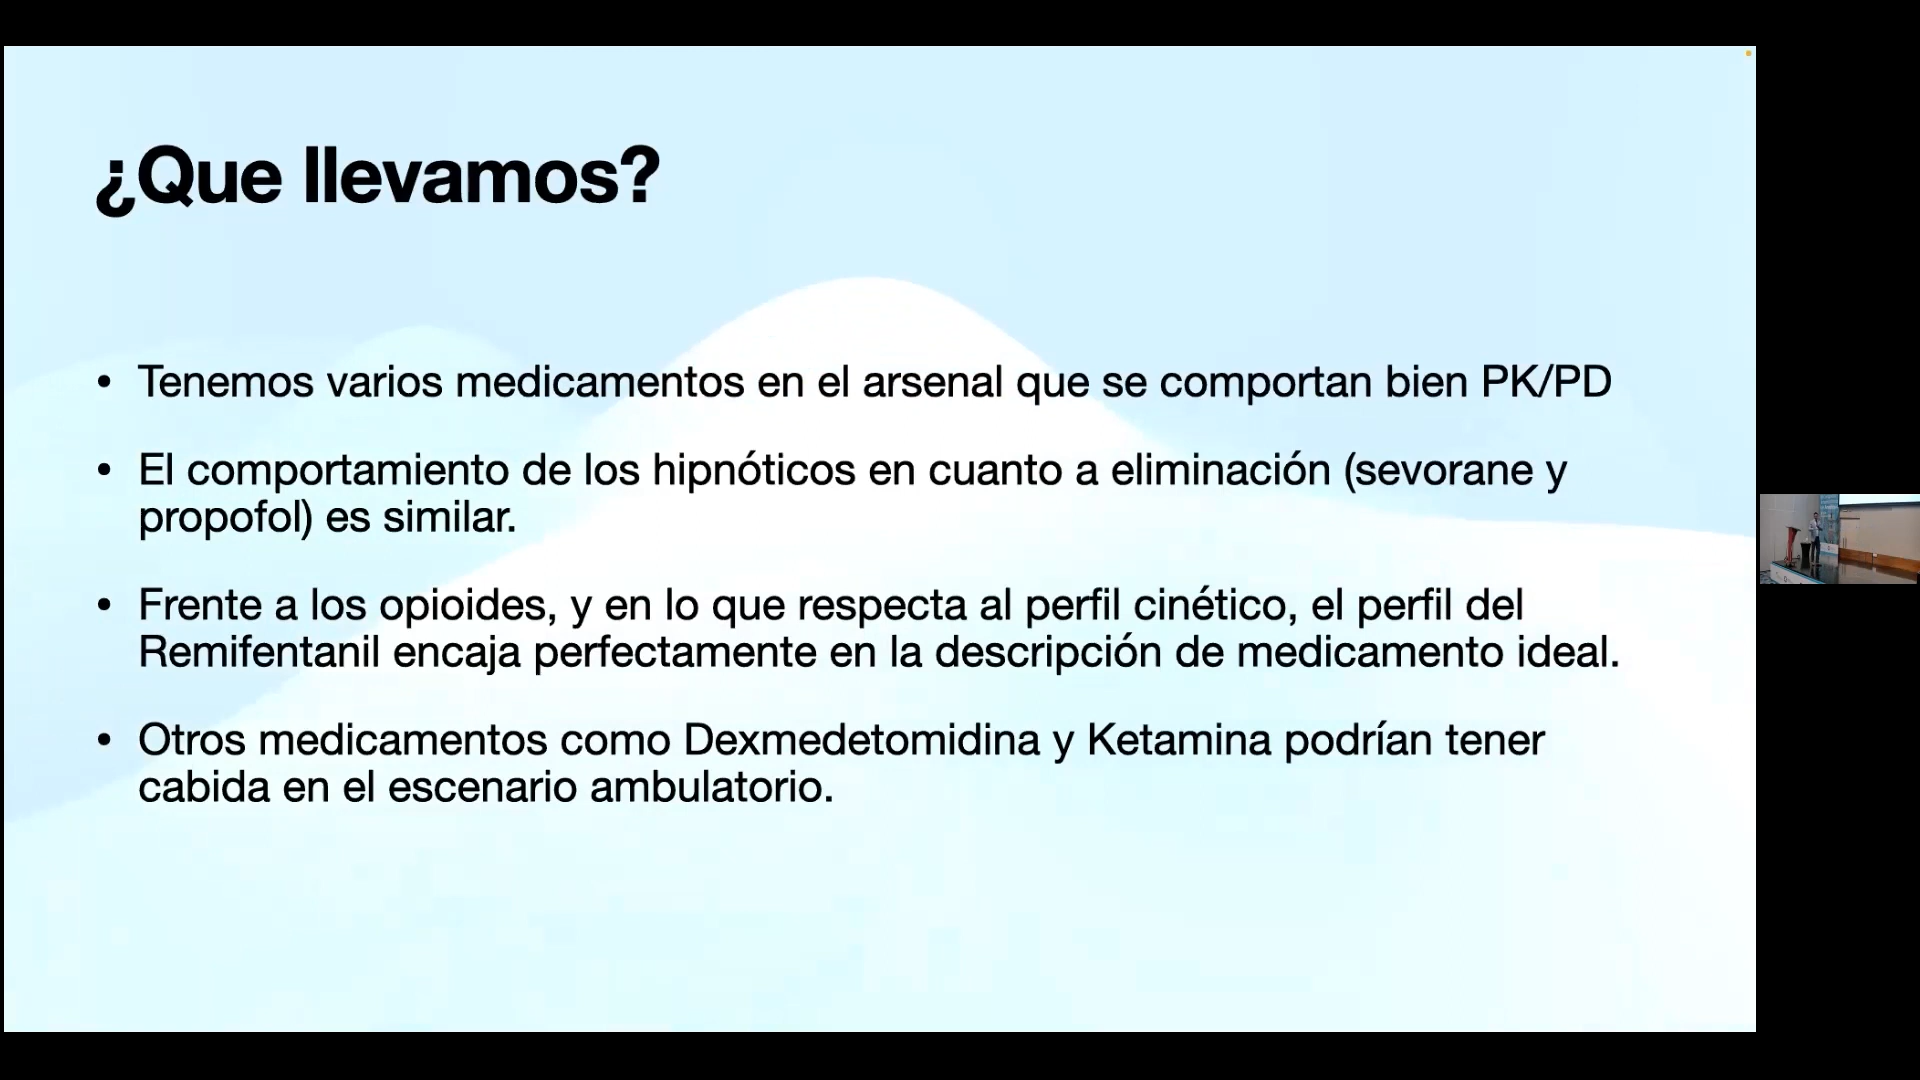 ¿Que llevamos?
• Tenemos varios medicamentos en el arsenal que se comportan bien PK/PD
• El comportamiento de los hipnóticos en cuanto a eliminación (sevorane y
propofol) es similar.
• Frente a los opioides, y en lo que respecta al perfil cinético, el perfil del
Remifentanil encaja perfectamente en la descripción de medicamento ideal.
• Otros medicamentos como Dexmedetomidina y Ketamina podrían tener
cabida en el escenario ambulatorio.